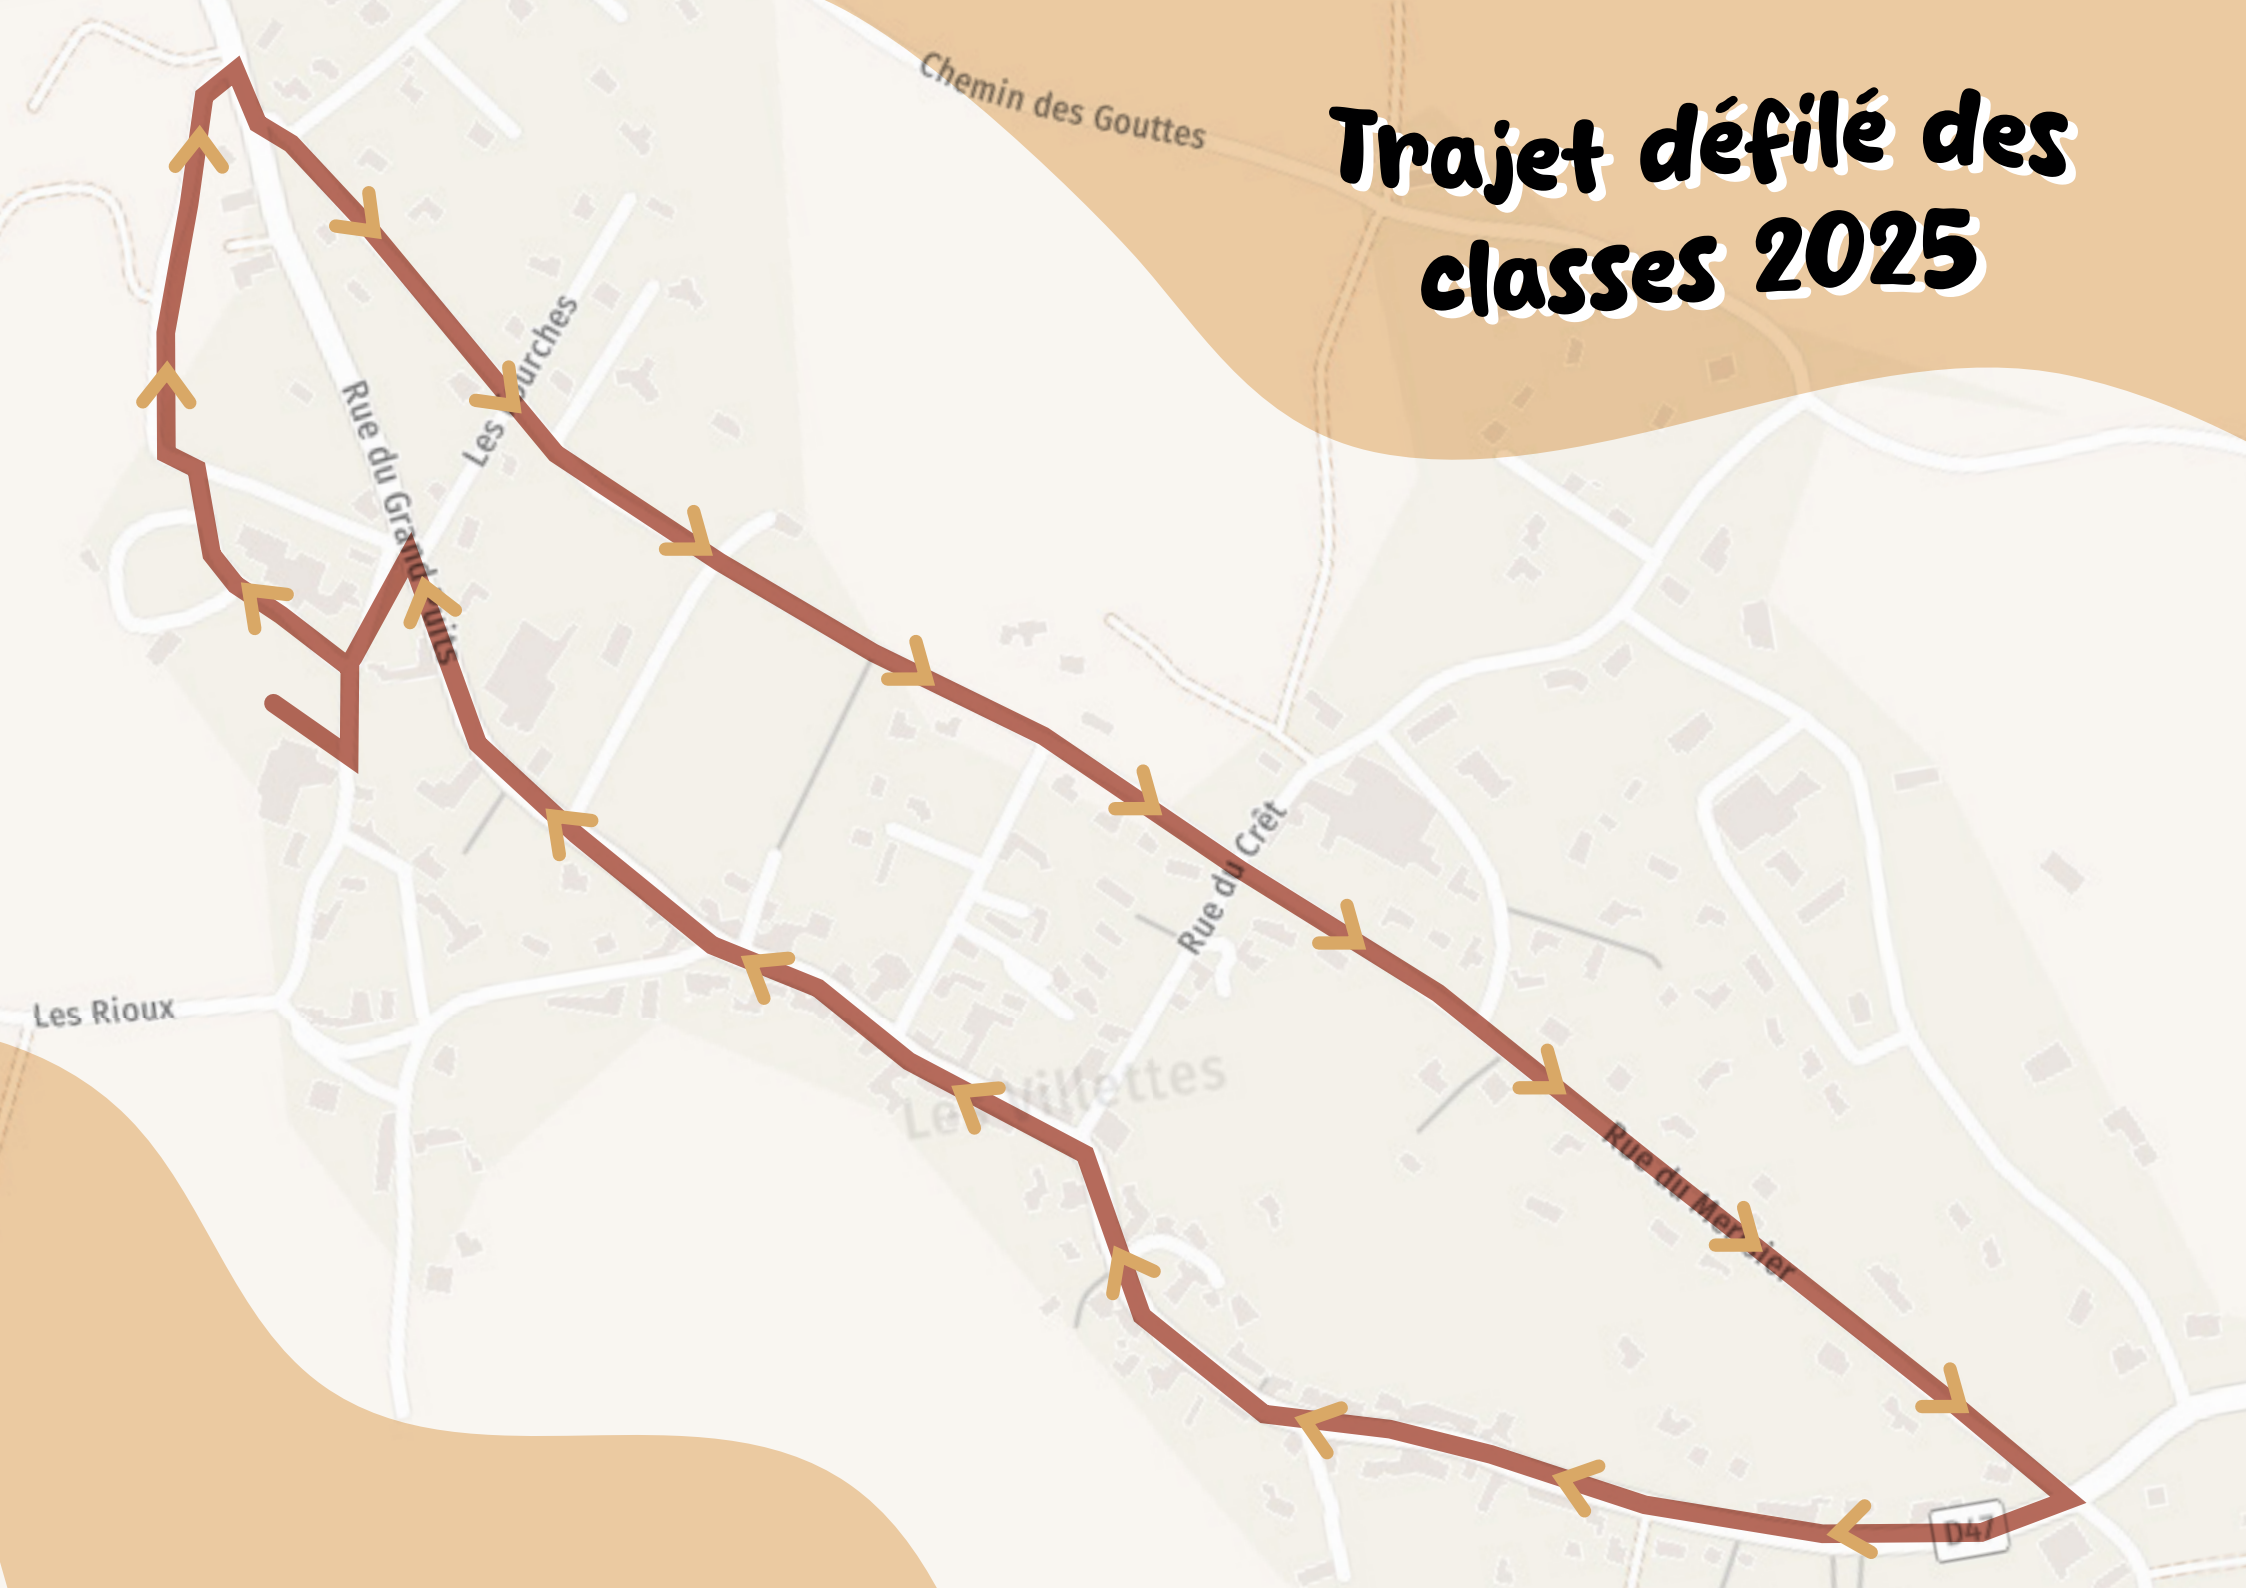 Chemin des Gouttes
Trajet défilé des
classes 2025
Les
Rue du Grand
Rue du Crêt
Les Rioux
Villettes
Rue du
D47